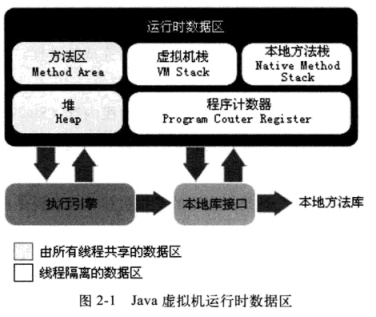 运行时数据区
方法区
Method Area
虚拟机栈
VM Stack
本地方法栈
Native Method
Stack
堆
Heap
程序计数器
Program Couter Register
执行引擎
本地库接口
本地方法库
由所有线程共享的数据区
线程隔离的数据区
图 2-1 Java 虚拟机运行时数据区